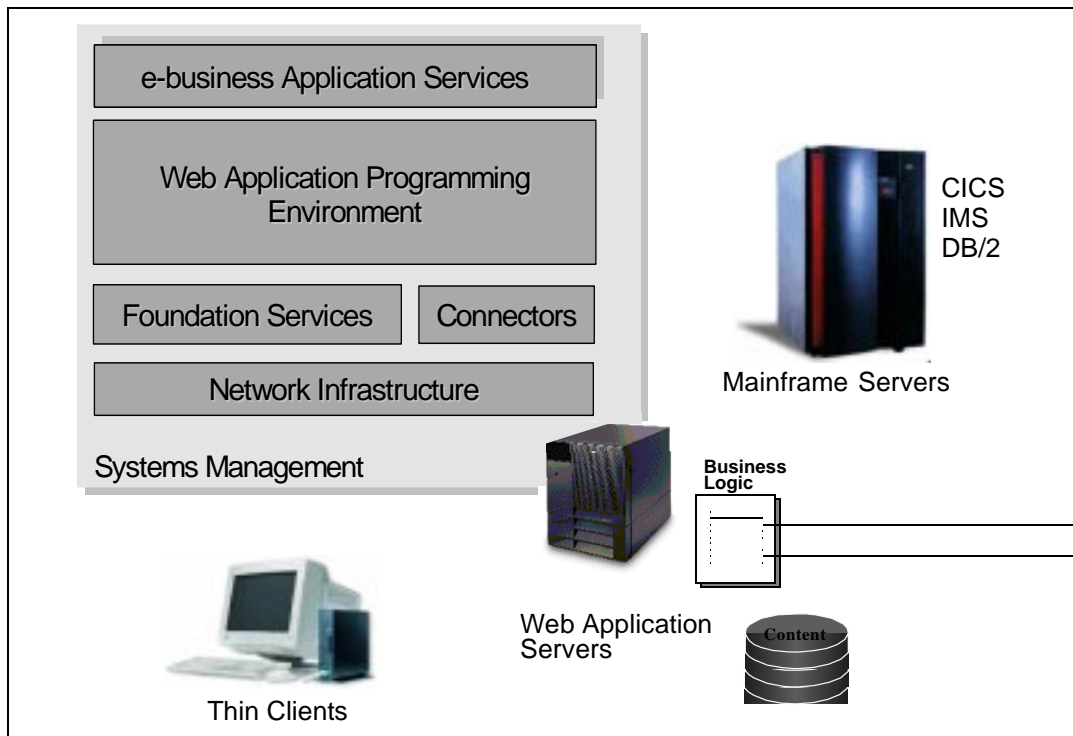 e-business Application Services
Web Application Programming
Environment
Foundation Services
Connectors
Network Infrastructure
Systems Management
CICS
IMS
DB/2
Mainframe Servers
Business
Logic
Web Application
Servers
Content
Thin Clients